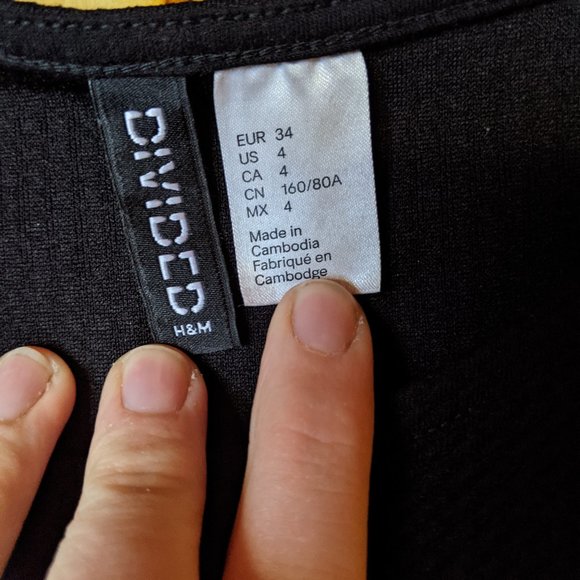 DIVIDED
H&M
EUR 34
US 4
CA 4
CN 160/80A
MX 4
Made in
Cambodia
Fabriqué en
Cambodge